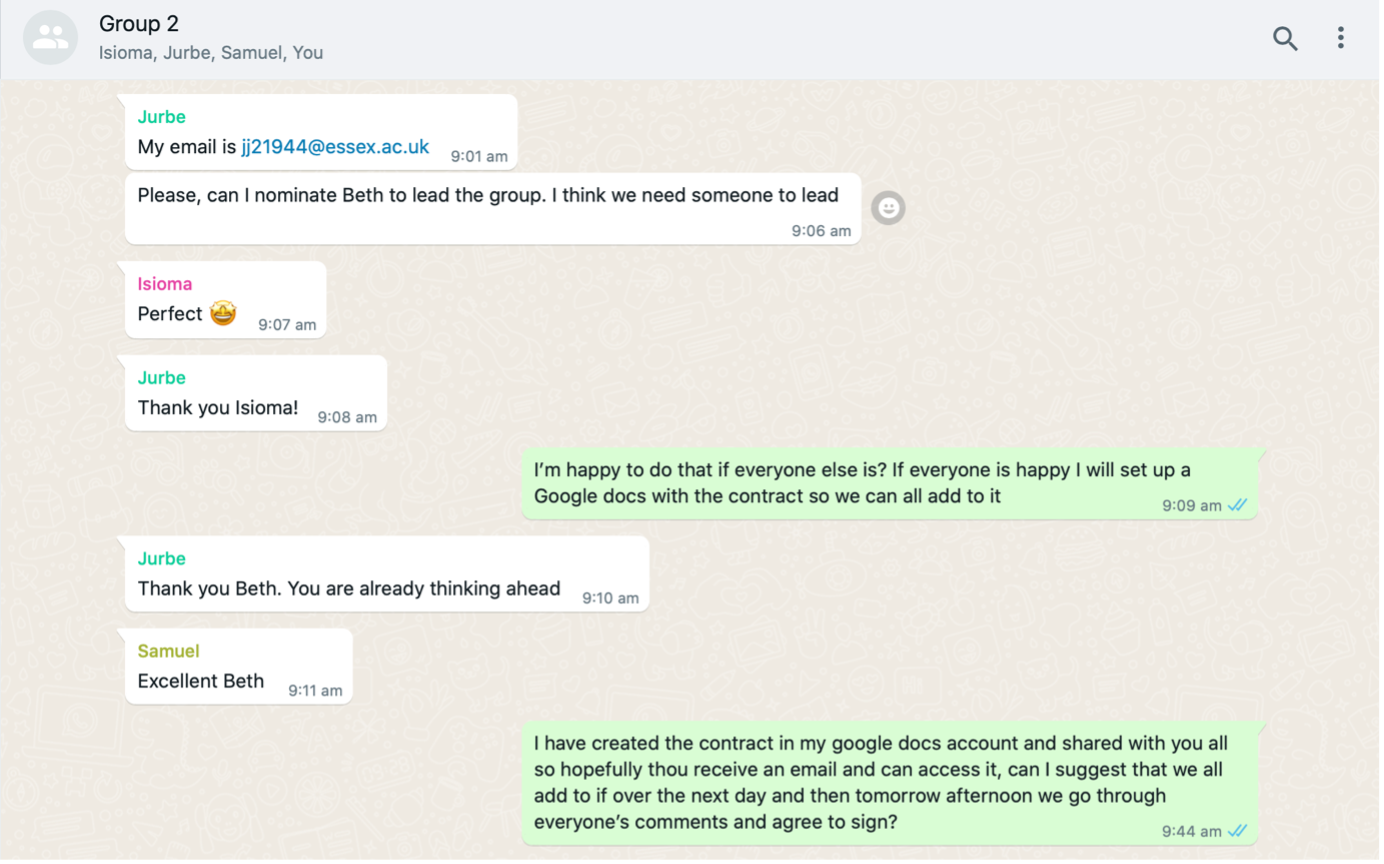 Group 2
Isioma, Jurbe, Samuel, You
Jurbe
My email is jj21944@essex.ac.uk
9:01 am
Please, can I nominate Beth to lead the group. I think we need someone to lead
9:06 am
Isioma
Perfect 🤩
9:07 am
Jurbe
Thank you Isioma!
9:08 am
I’m happy to do that if everyone else is? If everyone is happy I will set up a
Google docs with the contract so we can all add to it
9:09 am
Jurbe
Thank you Beth. You are already thinking ahead
9:10 am
Samuel
Excellent Beth
9:11 am
I have created the contract in my google docs account and shared with you all
so hopefully thou receive an email and can access it, can I suggest that we all
add to if over the next day and then tomorrow afternoon we go through
everyone’s comments and agree to sign?
9:44 am